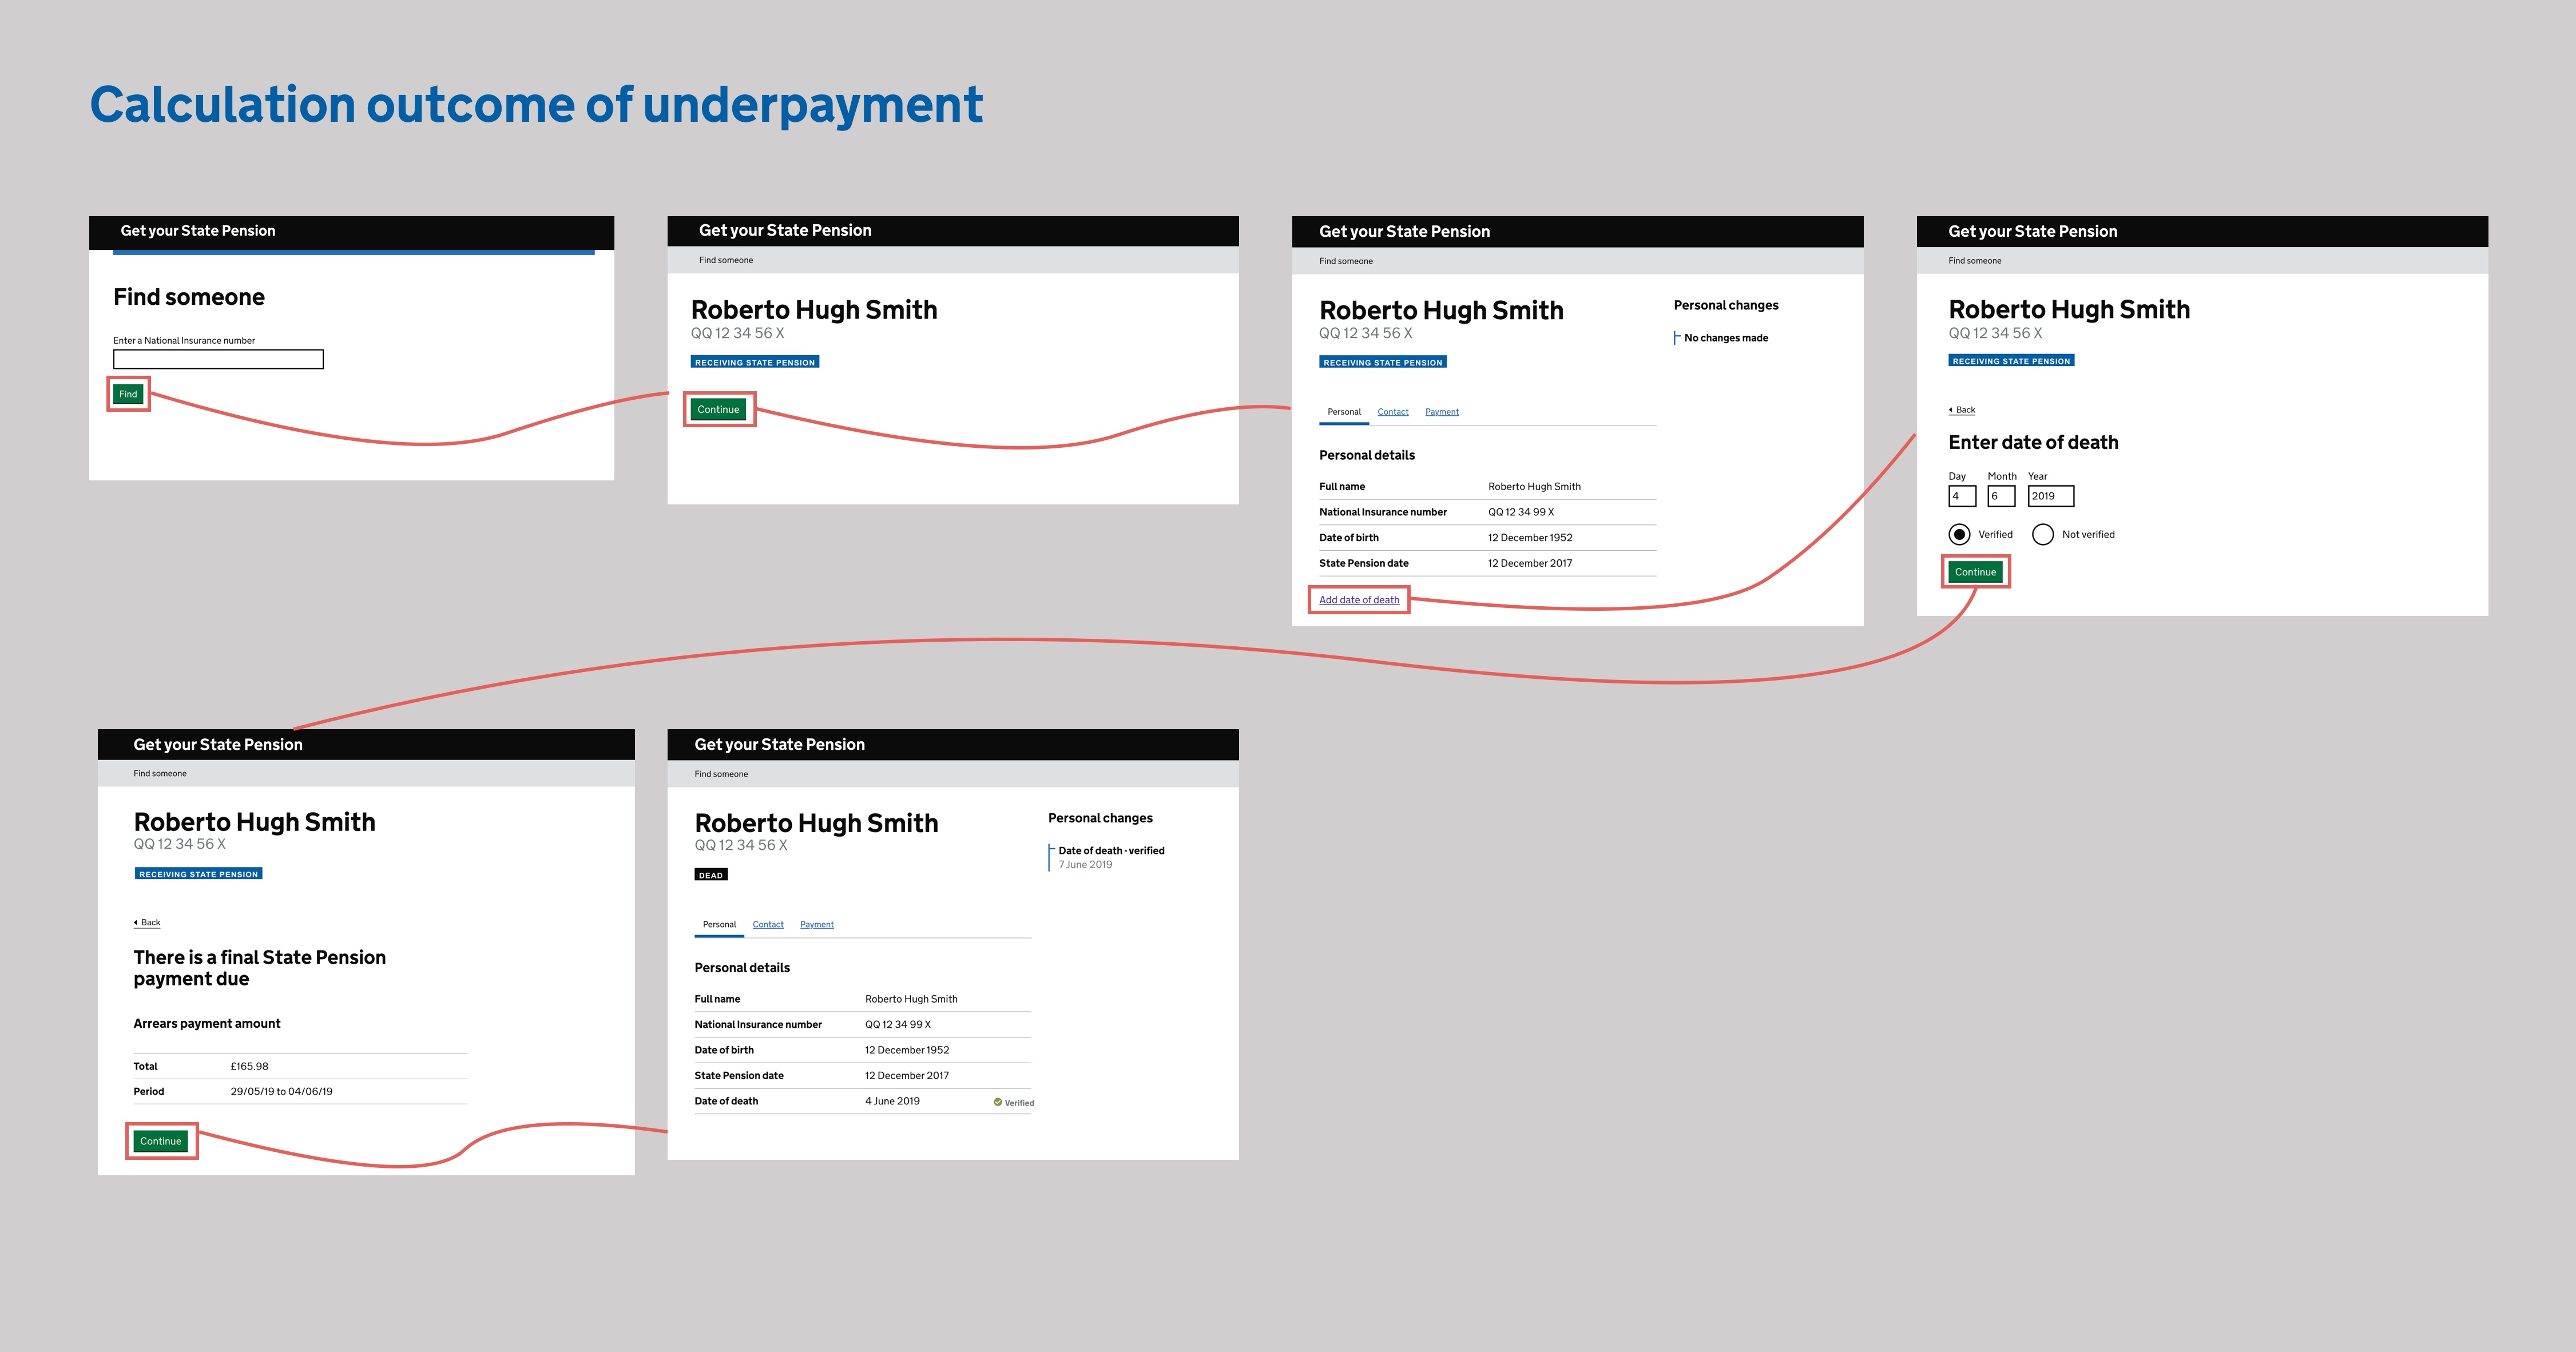 Calculation outcome of underpayment
Get your State Pension
Find someone
Enter a National Insurance number
Find
Get your State Pension
Find someone
Roberto Hugh Smith
QQ 12 34 56 X
RECEIVING STATE PENSION
Continue
Get your State Pension
Find someone
Roberto Hugh Smith
QQ 12 34 56 X
RECEIVING STATE PENSION
Personal changes
No changes made
Personal Contact Payment
Personal details
Full name Roberto Hugh Smith
National Insurance number QQ 12 34 99 X
Date of birth 12 December 1952
State Pension date 12 December 2017
Add date of death
Get your State Pension
Find someone
Roberto Hugh Smith
QQ 12 34 56 X
RECEIVING STATE PENSION
Back
Enter date of death
Day Month Year
4 6 2019
Verified Not verified
Continue
Get your State Pension
Find someone
Roberto Hugh Smith
QQ 12 34 56 X
RECEIVING STATE PENSION
Back
There is a final State Pension
payment due
Arrears payment amount
Total £165.98
Period 29/05/19 to 04/06/19
Continue
Get your State Pension
Find someone
Roberto Hugh Smith
QQ 12 34 56 X
DEAD
Personal changes
Date of death - verified
7 June 2019
Personal Contact Payment
Personal details
Full name Roberto Hugh Smith
National Insurance number QQ 12 34 99 X
Date of birth 12 December 1952
State Pension date 12 December 2017
Date of death 4 June 2019 Verified